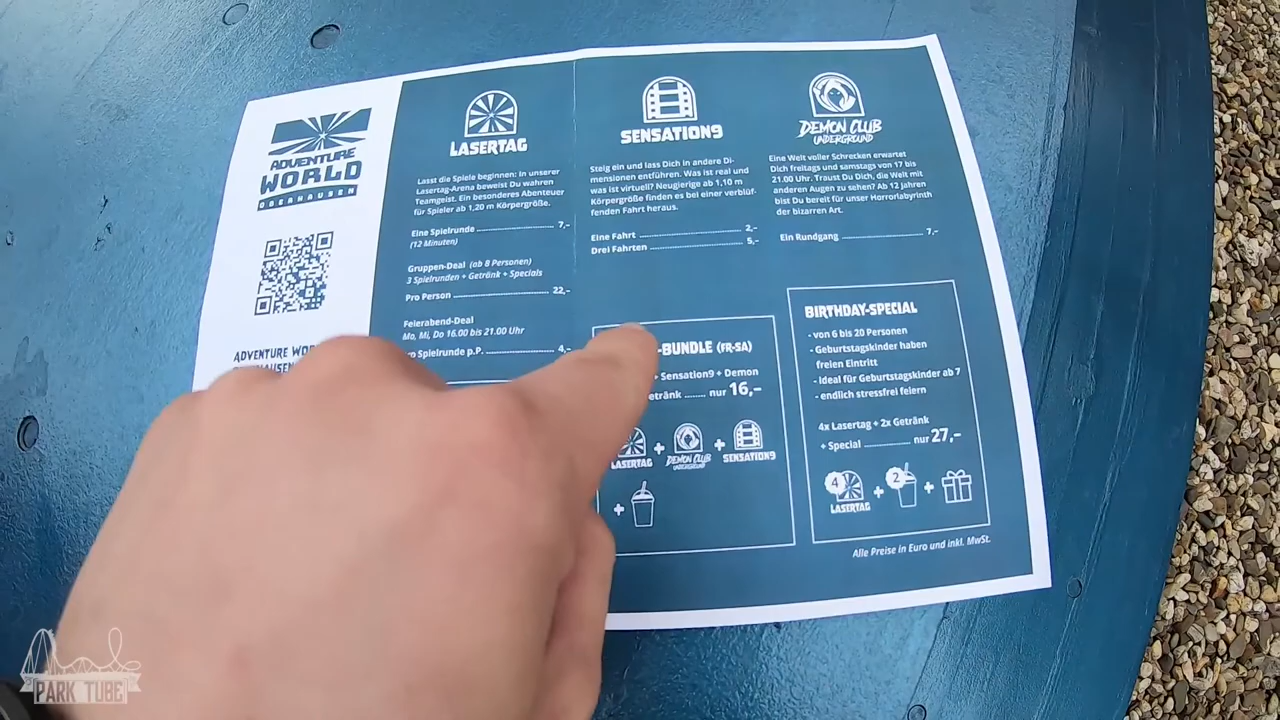 ADVENTURE
WORLD
OBERHAUSEN
ADVENTURE
LASERTAG
Lasst die Spiele beginnen: In unserer
Lasertag-Arena beweist Du wahren
Teamgeist. Ein besonderes Abenteuer
für Spieler ab 1,20 m Körpergröße.
Eine Spielrunde 7,-
(12 Minuten)
Gruppen-Deal (ab 8 Personen)
3 Spielrunden + Getränk + Specials
Pro Person 22,-
Feierabend-Deal
Mo, Mi, Do 16.00 bis 21.00 Uhr
Spielrunde p.P. 4,-
SENSATION9
Steig ein und lass Dich in andere Di-
mensionen entführen. Was ist real und
was ist virtuell? Neugierige ab 1,10 m
Körpergröße finden es bei einer verblüf-
fenden Fahrt heraus.
Eine Fahrt 2,-
Drei Fahrten 5,-
-BUNDLE (FR-SA)
+ Sensation9 + Demon
nur 16,-
LASERTAG + DEMON CLUB UNDERGROUND + SENSATION9
+
DEMON CLUB
UNDERGROUND
Eine Welt voller Schrecken erwartet
Dich freitags und samstags von 17 bis
21.00 Uhr. Traust Du Dich, die Welt mit
anderen Augen zu sehen? Ab 12 Jahren
bist Du bereit für unser Horrorlabyrinth
der bizarren Art.
Ein Rundgang 7,-
BIRTHDAY-SPECIAL
- von 6 bis 20 Personen
- Geburtstagskinder haben
freien Eintritt
- ideal für Geburtstagskinder ab 7
- endlich stressfrei feiern
4x Lasertag + 2x Getränk
+ Special nur 27,-
4 LASERTAG + 2 +
Alle Preise in Euro und inkl. MwSt.
PARK TUBE